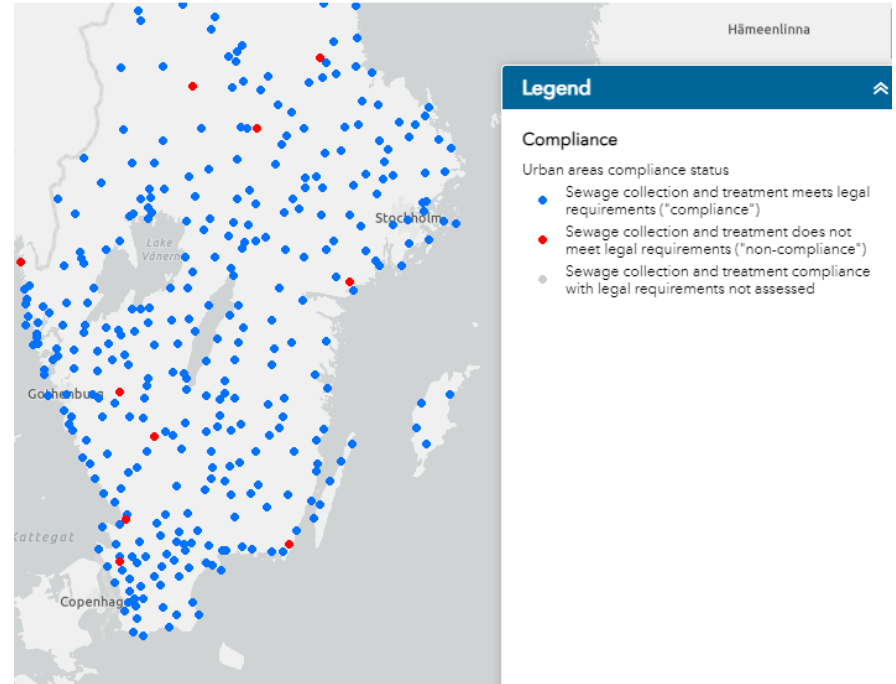 Hämeenlinna
Legend
Compliance
Urban areas compliance status
Sewage collection and treatment meets legal
requirements ("compliance")
Sewage collection and treatment does not
meet legal requirements ("non-compliance")
Sewage collection and treatment compliance
with legal requirements not assessed
Stockholm
Lake
Vänern
Gothenburg
Kattegat
Copenhag